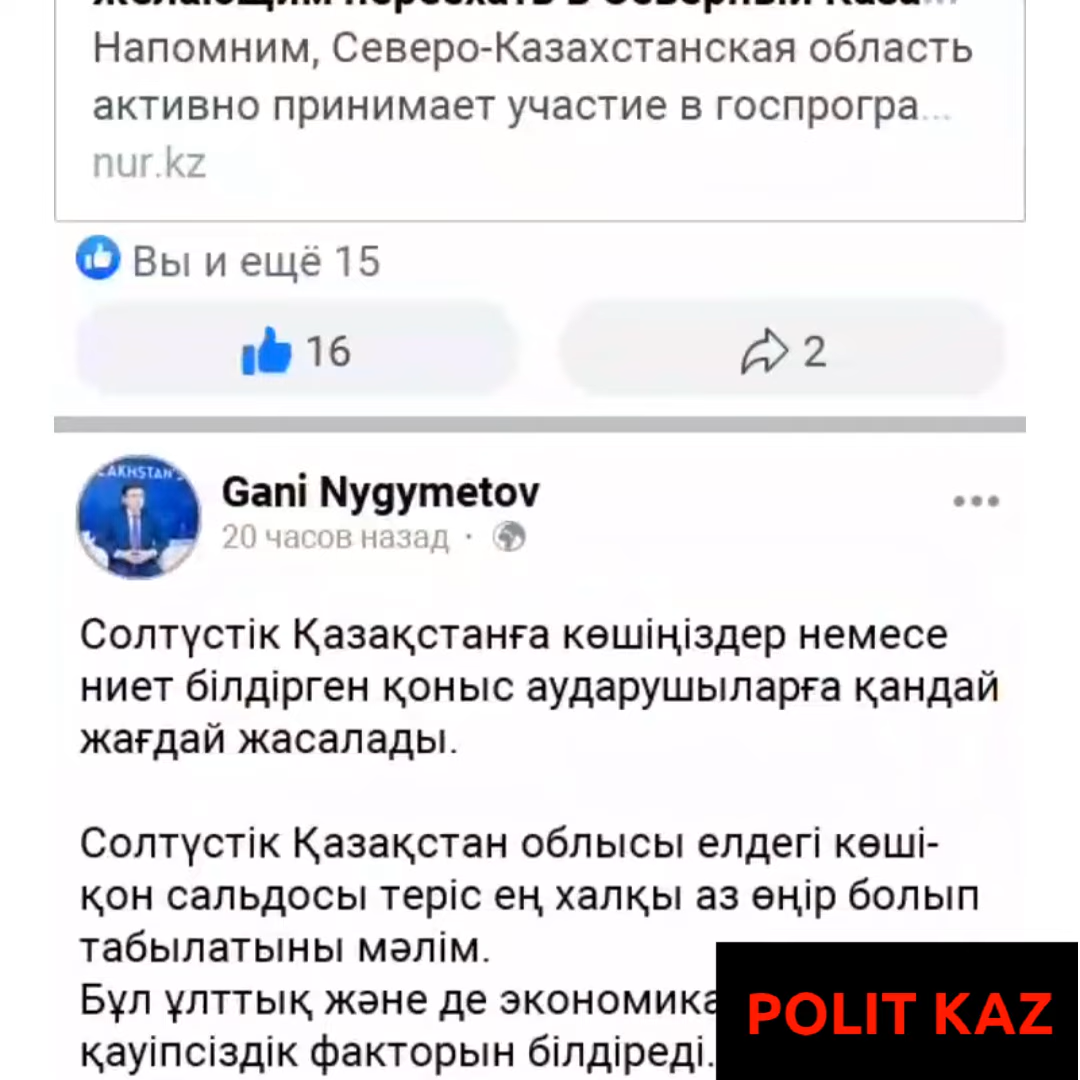 Напомним, Северо-Казахстанская область
активно принимает участие в госпрогра...
nur.kz
Вы и ещё 15
16
2
AKHSTAN
Gani Nygymetov
20 часов назад ·
Солтүстік Қазақстанға көшіңіздер немесе
ниет білдірген қоныс аударушыларға қандай
жағдай жасалады.
Солтүстік Қазақстан облысы елдегі көші-
қон сальдосы теріс ең халқы аз өңір болып
табылатыны мәлім.
Бұл ұлттық және де экономика
қауіпсіздік факторын білдіреді.
POLIT KAZ